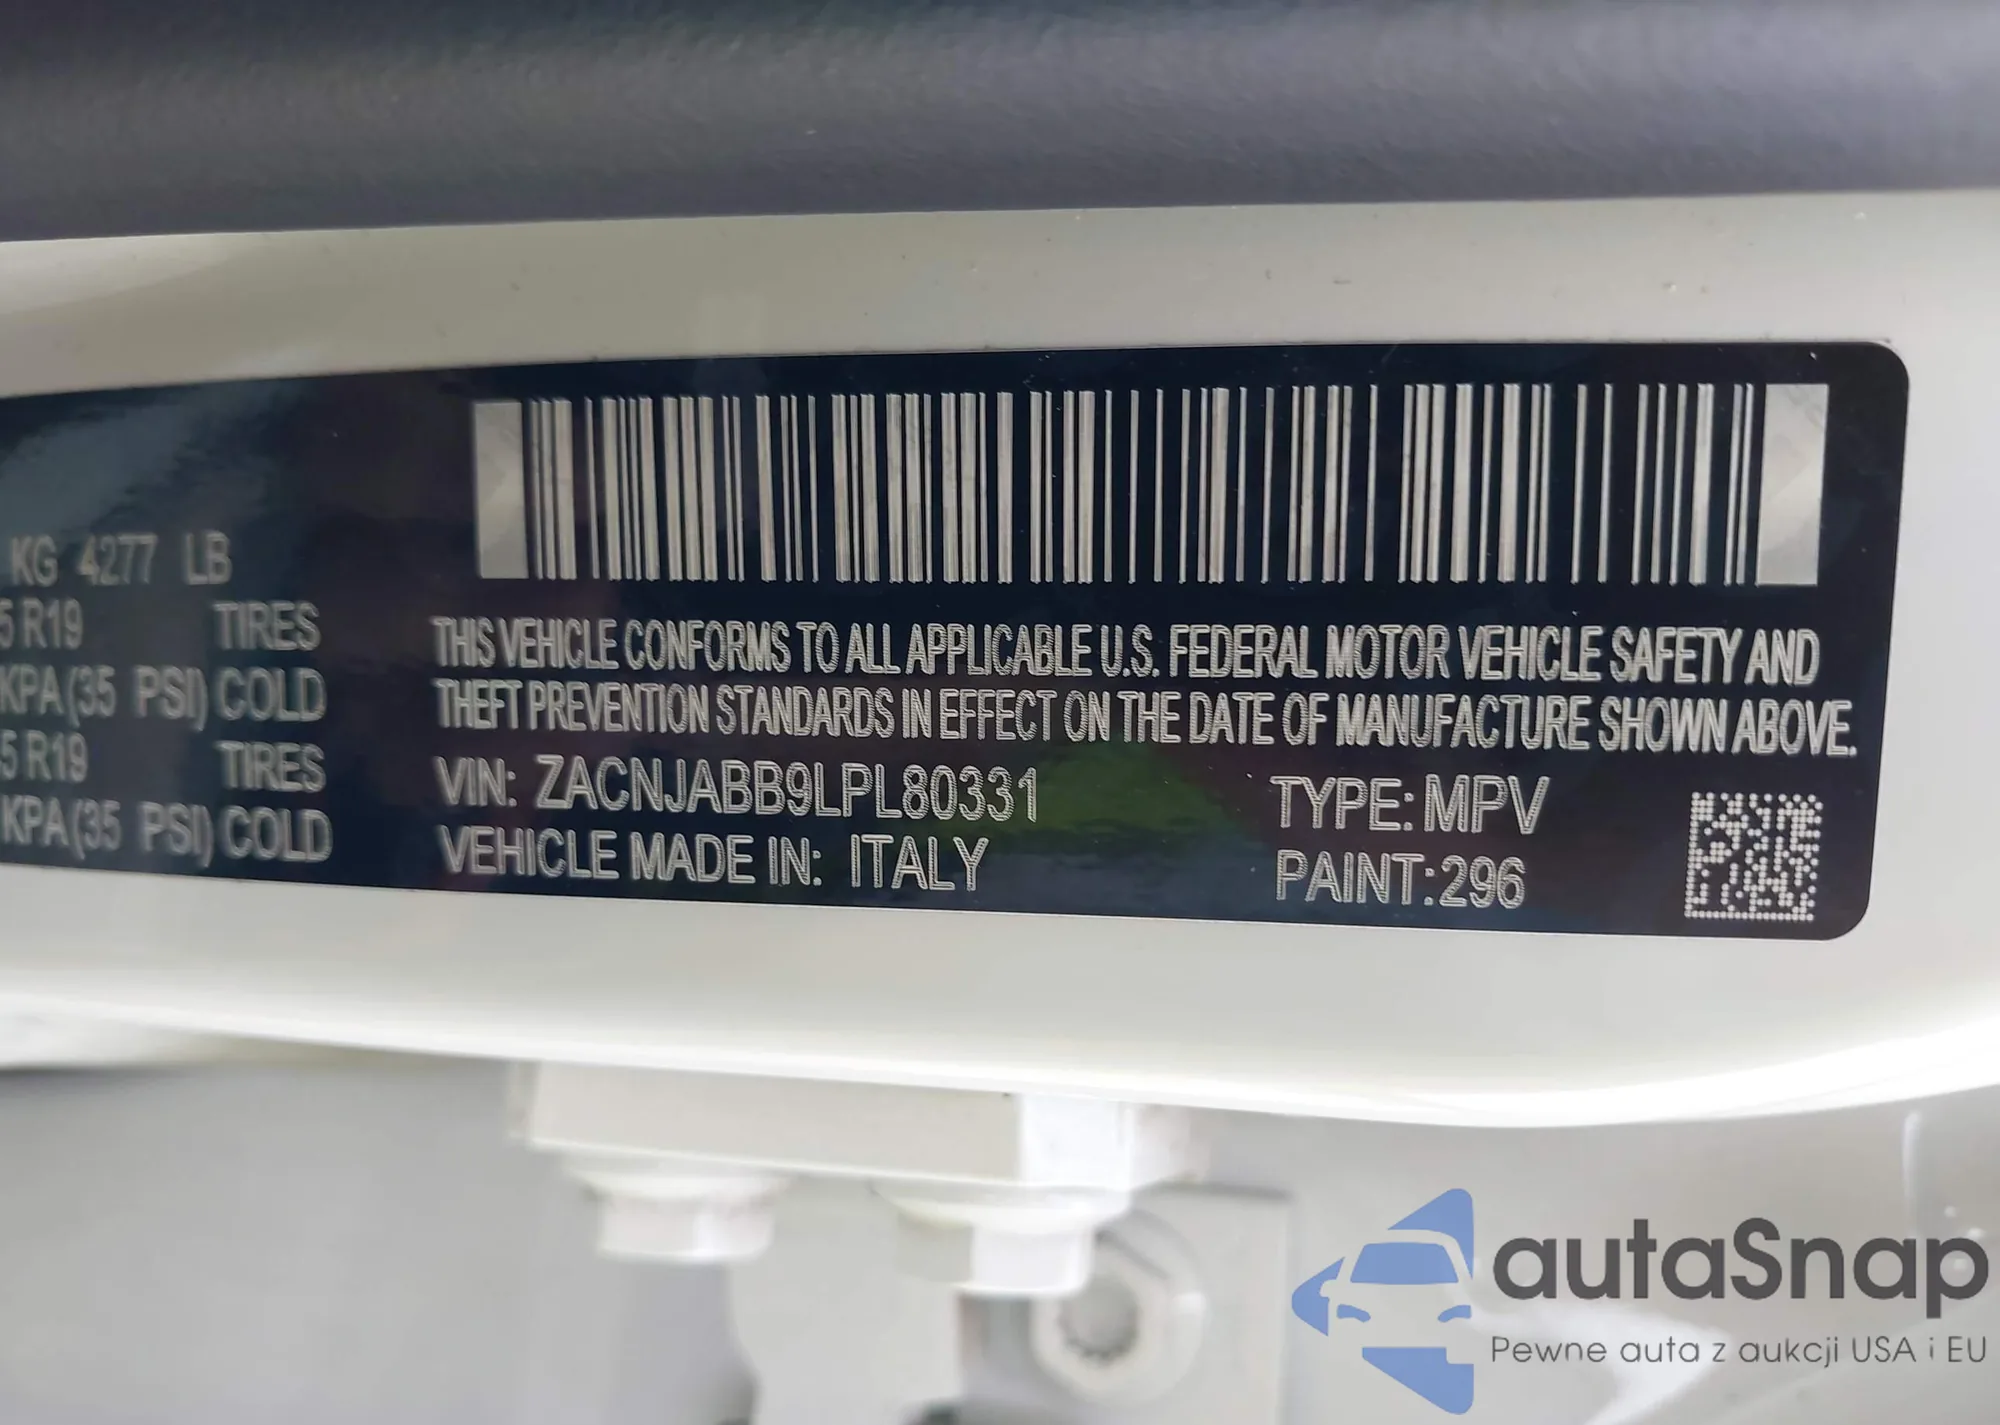 KG 4277 LB
5 R19 TIRES
KPA (35 PSI) COLD
5 R19 TIRES
KPA (35 PSI) COLD
THIS VEHICLE CONFORMS TO ALL APPLICABLE U.S. FEDERAL MOTOR VEHICLE SAFETY AND
THEFT PREVENTION STANDARDS IN EFFECT ON THE DATE OF MANUFACTURE SHOWN ABOVE.
VIN: ZACNJABB9LPL80331 TYPE: MPV
VEHICLE MADE IN: ITALY PAINT:296
autaSnap
Pewne auta z aukcji USA i EU